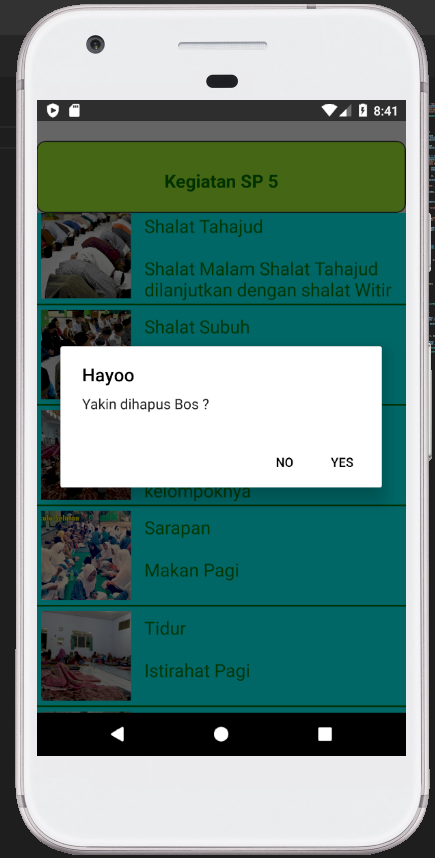 8:41
Kegiatan SP 5
Shalat Tahajud
Shalat Malam Shalat Tahajud
dilanjutkan dengan shalat Witir
Shalat Subuh
Hayoo
Yakin dihapus Bos ?
NO
YES
kelompoknya
Sarapan
Makan Pagi
Tidur
Istirahat Pagi